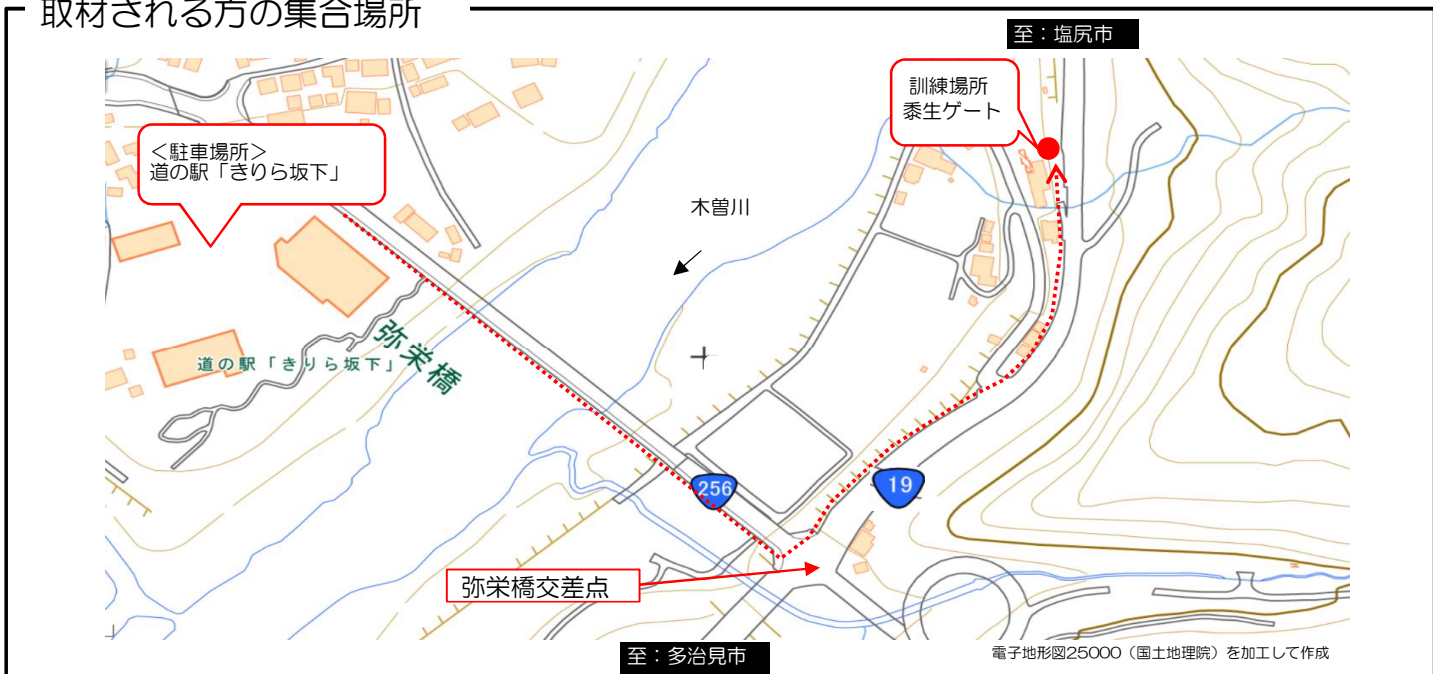 取材される方の集合場所
至：塩尻市
訓練場所
黍生ゲート
＜駐車場所＞
道の駅「きりら坂下」
木曽川
弥栄橋
道の駅「きりら坂下」
256
19
弥栄橋交差点
至：多治見市
電子地形図25000（国土地理院）を加工して作成